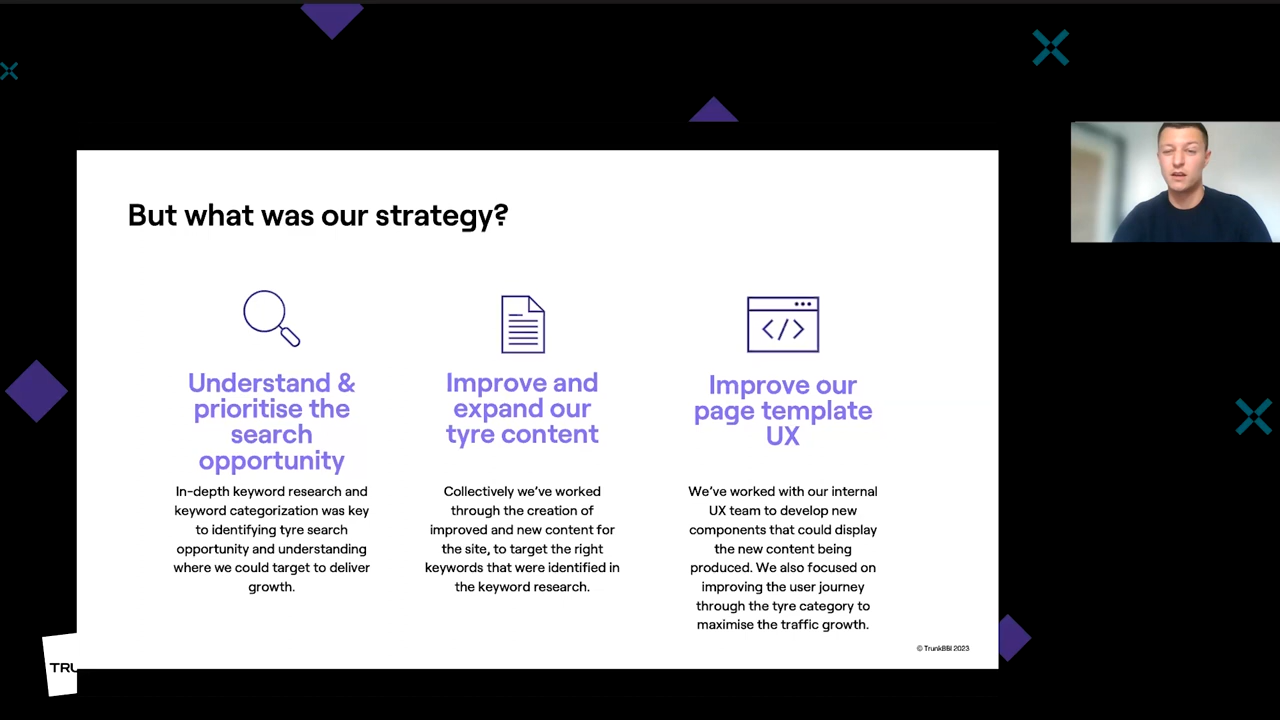 But what was our strategy?
Understand &
prioritise the
search
opportunity
In-depth keyword research and
keyword categorization was key
to identifying tyre search
opportunity and understanding
where we could target to deliver
growth.
Improve and
expand our
tyre content
Collectively we've worked
through the creation of
improved and new content for
the site, to target the right
keywords that were identified in
the keyword research.
Improve our
page template
UX
We've worked with our internal
UX team to develop new
components that could display
the new content being
produced. We also focused on
improving the user journey
through the tyre category to
maximise the traffic growth.
© TrunkBBI 2023
TRU